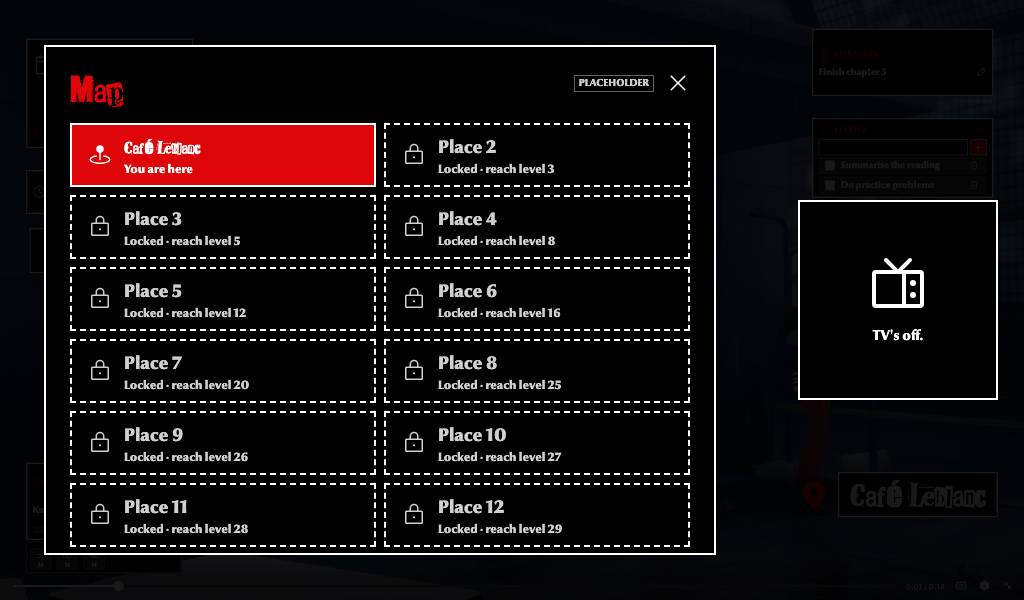 Map
PLACEHOLDER
Café Leblanc
You are here
Place 2
Locked · reach level 3
Place 3
Locked · reach level 5
Place 4
Locked · reach level 8
Place 5
Locked · reach level 12
Place 6
Locked · reach level 16
Place 7
Locked · reach level 20
Place 8
Locked · reach level 25
Place 9
Locked · reach level 26
Place 10
Locked · reach level 27
Place 11
Locked · reach level 28
Place 12
Locked · reach level 29
Finish chapter 3
Summarise the reading
Do practice problems
TV's off.
Café Leblanc
0:01 / 0:14